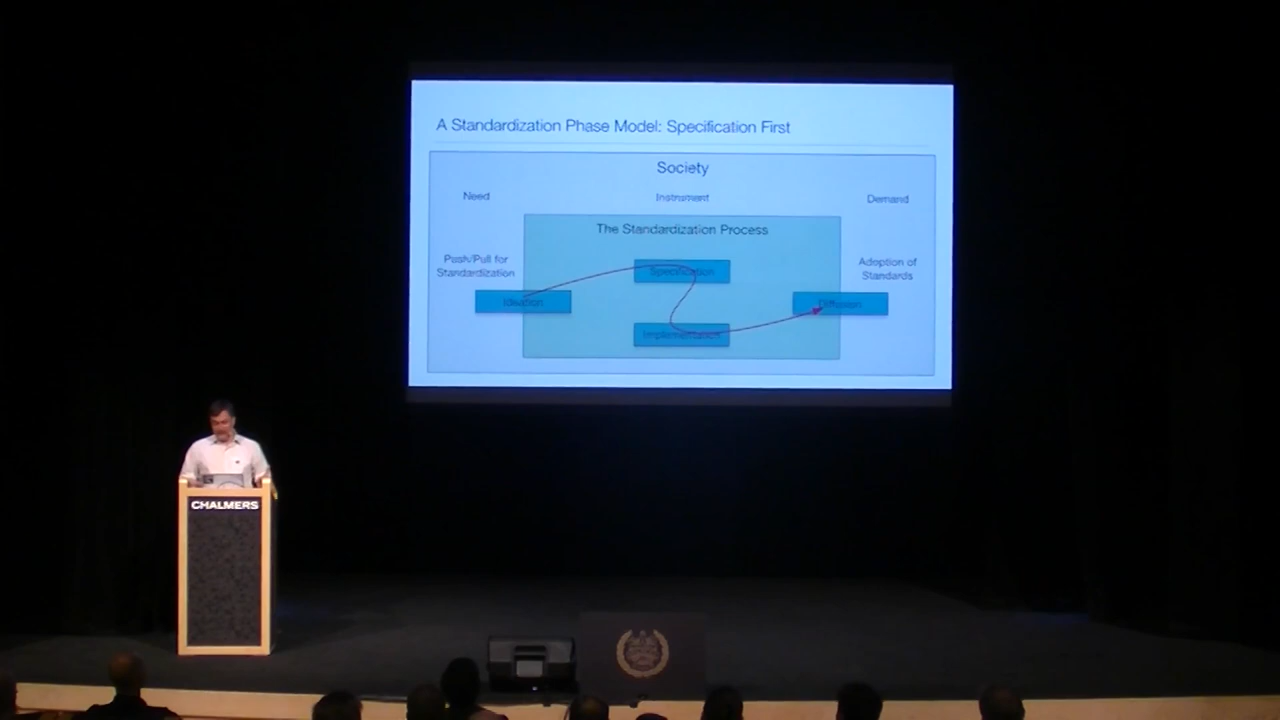 A Standardization Phase Model: Specification First
Society
Need
Instrument
Demand
The Standardization Process
Push/Pull for
Standardization
Adoption of
Standards
Specification
Ideation
Diffusion
Implementation
CHALMERS